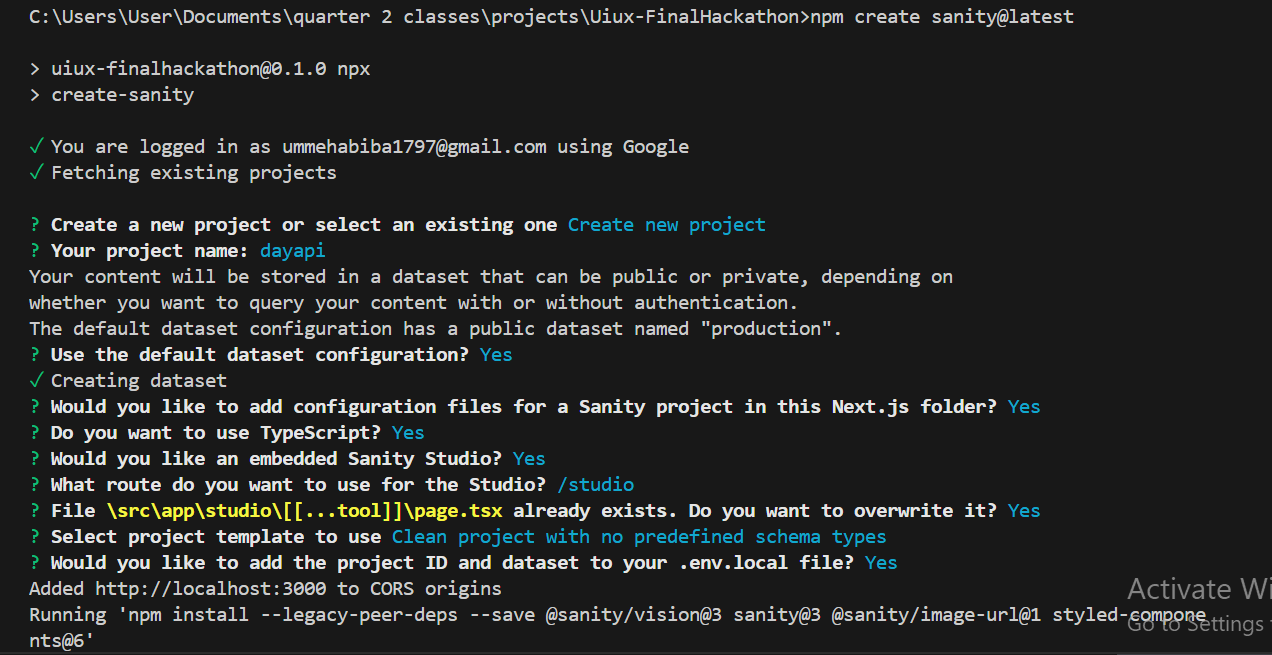 C:\Users\User\Documents\quarter 2 classes\projects\Uiux-FinalHackathon>npm create sanity@latest
> uiux-finalhackathon@0.1.0 npx
> create-sanity
✓ You are logged in as ummehabiba1797@gmail.com using Google
✓ Fetching existing projects
? Create a new project or select an existing one Create new project
? Your project name: dayapi
Your content will be stored in a dataset that can be public or private, depending on
whether you want to query your content with or without authentication.
The default dataset configuration has a public dataset named "production".
? Use the default dataset configuration? Yes
✓ Creating dataset
? Would you like to add configuration files for a Sanity project in this Next.js folder? Yes
? Do you want to use TypeScript? Yes
? Would you like an embedded Sanity Studio? Yes
? What route do you want to use for the Studio? /studio
? File \src\app\studio\[[...tool]]\page.tsx already exists. Do you want to overwrite it? Yes
? Select project template to use Clean project with no predefined schema types
? Would you like to add the project ID and dataset to your .env.local file? Yes
Added http://localhost:3000 to CORS origins
Running 'npm install --legacy-peer-deps --save @sanity/vision@3 sanity@3 @sanity/image-url@1 styled-compone
nts@6'
Activate Wi
Go to Settings